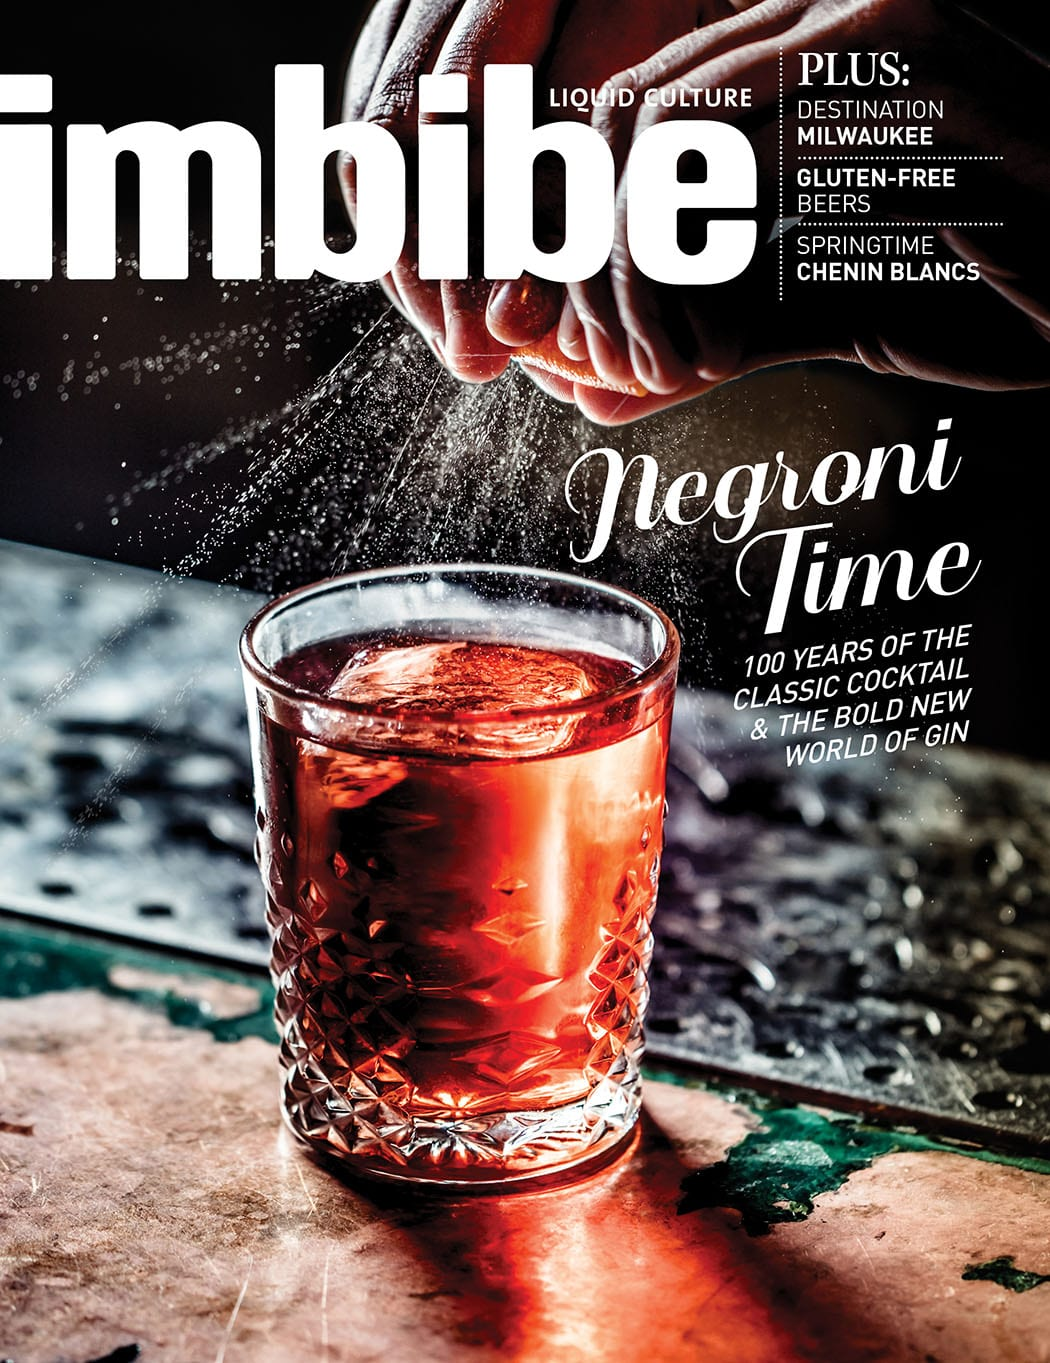 imbibe
LIQUID CULTURE
PLUS:
DESTINATION
MILWAUKEE
GLUTEN-FREE
BEERS
SPRINGTIME
CHENIN BLANCS
Negroni
Time
100 YEARS OF THE
CLASSIC COCKTAIL
& THE BOLD NEW
WORLD OF GIN